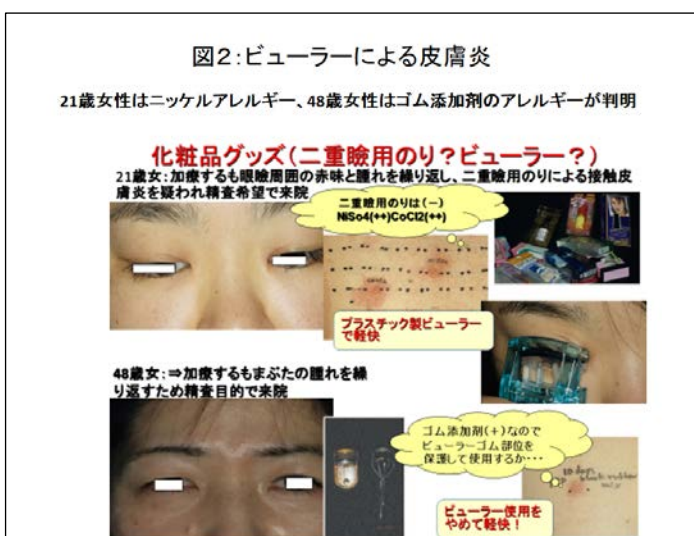 図2:ビューラーによる皮膚炎
21歳女性はニッケルアレルギー、48歳女性はゴム添加剤のアレルギーが判明
化粧品グッズ(二重瞼用のり?ビューラー?)
21歳女:加療するも眼瞼周囲の赤味と腫れを繰り返し、二重瞼用のりによる接触皮
膚炎を疑われ精査希望で来院
二重瞼用のりは(-)
NiSo4(++)CoCl2(++)
プラスチック製ビューラー
で軽快
48歳女:⇒加療するもまぶたの腫れを繰
り返すため精査目的で来院
ゴム添加剤(+)なので
ビューラーゴム部位を
保護して使用するか・・・
black rubber
ビューラー使用を
やめて軽快!